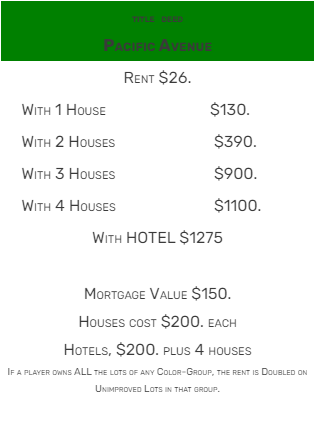 Title Deed
Pacific Avenue
Rent $26.
With 1 House $130.
With 2 Houses $390.
With 3 Houses $900.
With 4 Houses $1100.
With HOTEL $1275
Mortgage Value $150.
Houses cost $200. each
Hotels, $200. plus 4 houses
If a player owns ALL the lots of any Color-Group, the rent is Doubled on
Unimproved Lots in that group.